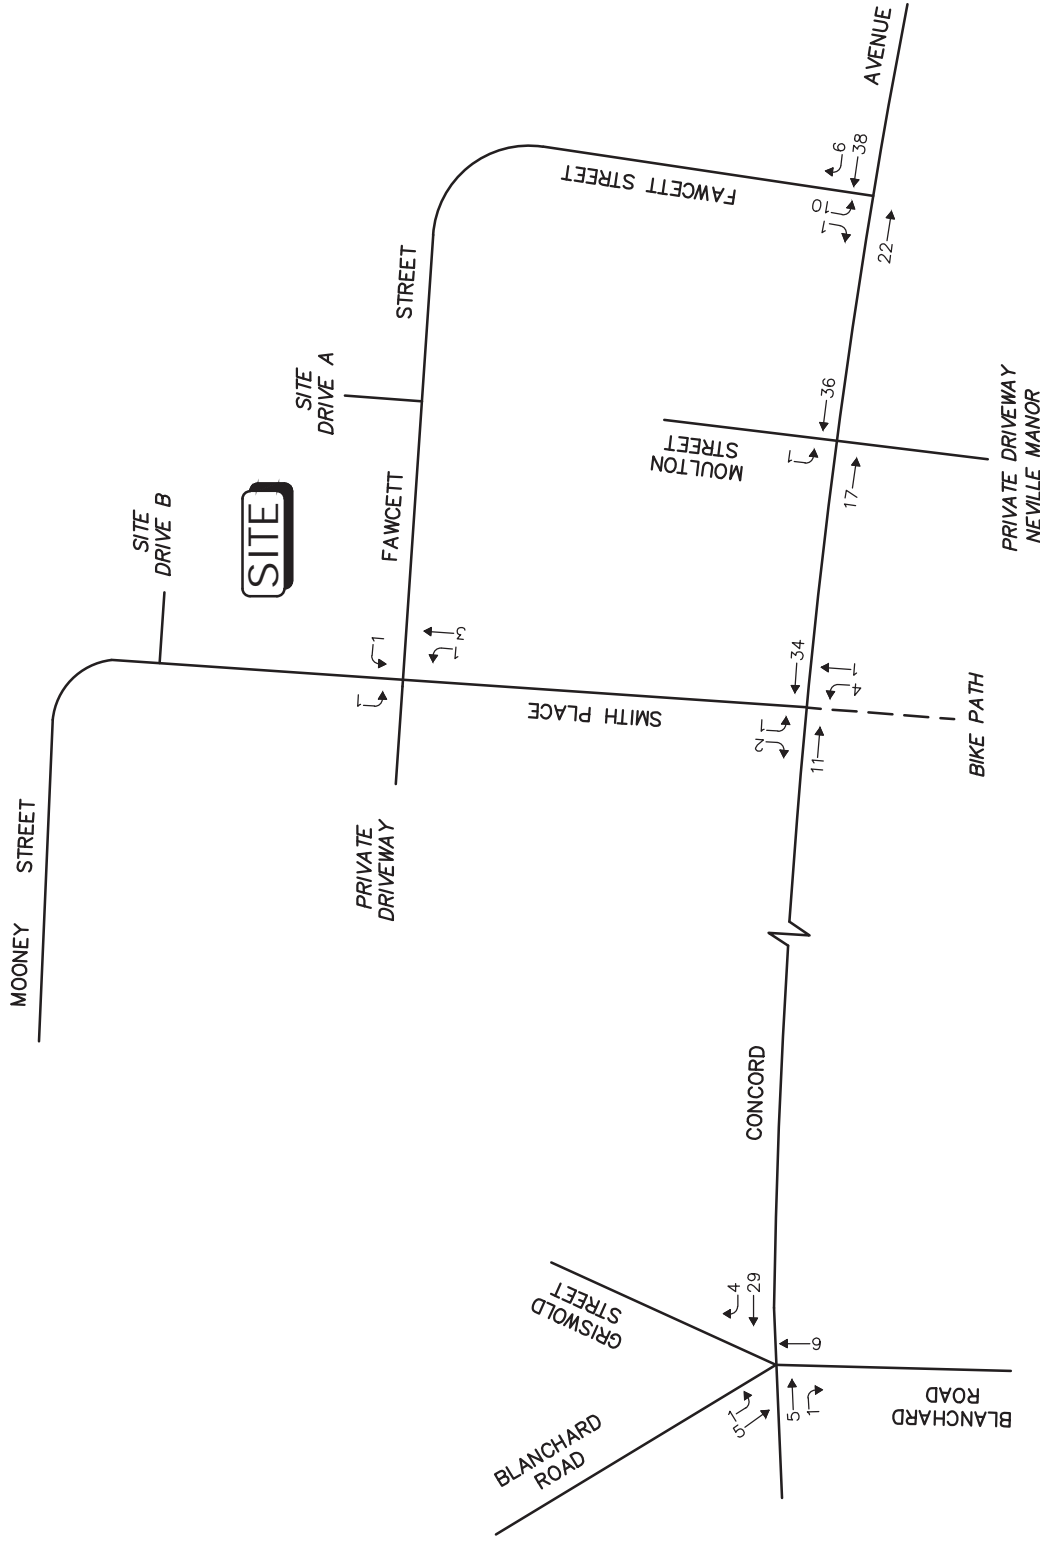 AVENUE
6
38
10
1
22
FAWCETT STREET
STREET
SITE
DRIVE A
36
1
17
MOULTON
STREET
PRIVATE DRIVEWAY
NEVILLE MANOR
FAWCETT
SITE
DRIVE B
SITE
1
1
3
1
SMITH PLACE
34
1
4
1
2
11
BIKE PATH
PRIVATE
DRIVEWAY
MOONEY STREET
CONCORD
GRISWOLD
STREET
4
29
9
1
5
5
1
BLANCHARD
ROAD
BLANCHARD
ROAD